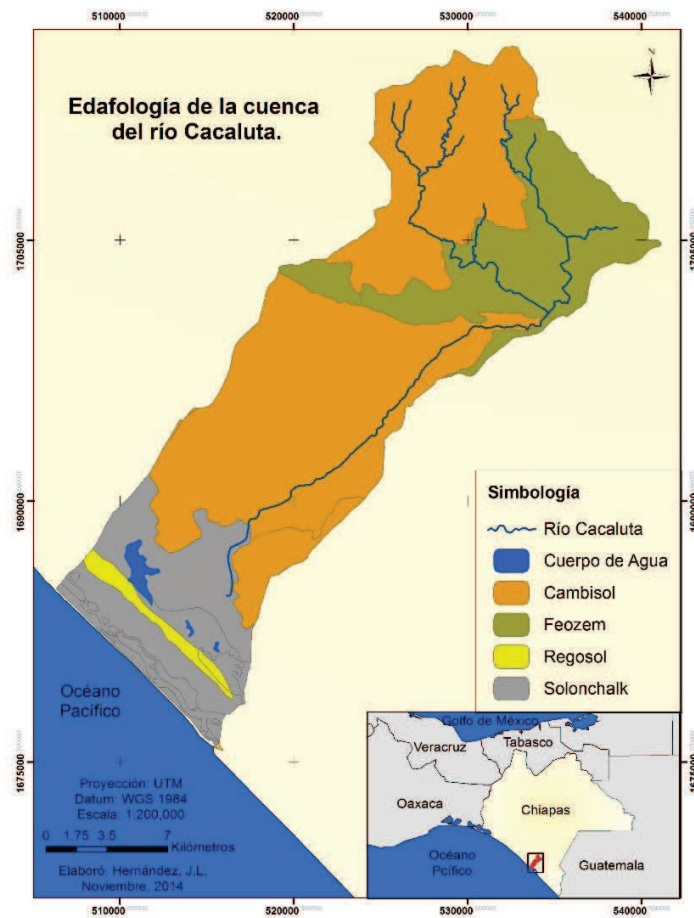 510000 520000 530000 540000
N
Edafología de la cuenca
del río Cacaluta.
1705000 1705000
1690000 1690000
1675000 1675000
Simbología
Río Cacaluta
Cuerpo de Agua
Cambisol
Feozem
Regosol
Solonchalk
Océano
Pacífico
Proyección: UTM
Datum: WGS 1984
Escala: 1:200,000
0 1.75 3.5 7
Kilómetros
Elaboró: Hernández, J.L.
Noviembre, 2014
Golfo de México
Veracruz
Tabasco
Oaxaca
Chiapas
Océano
Pcífico
Guatemala
510000 520000 530000 540000